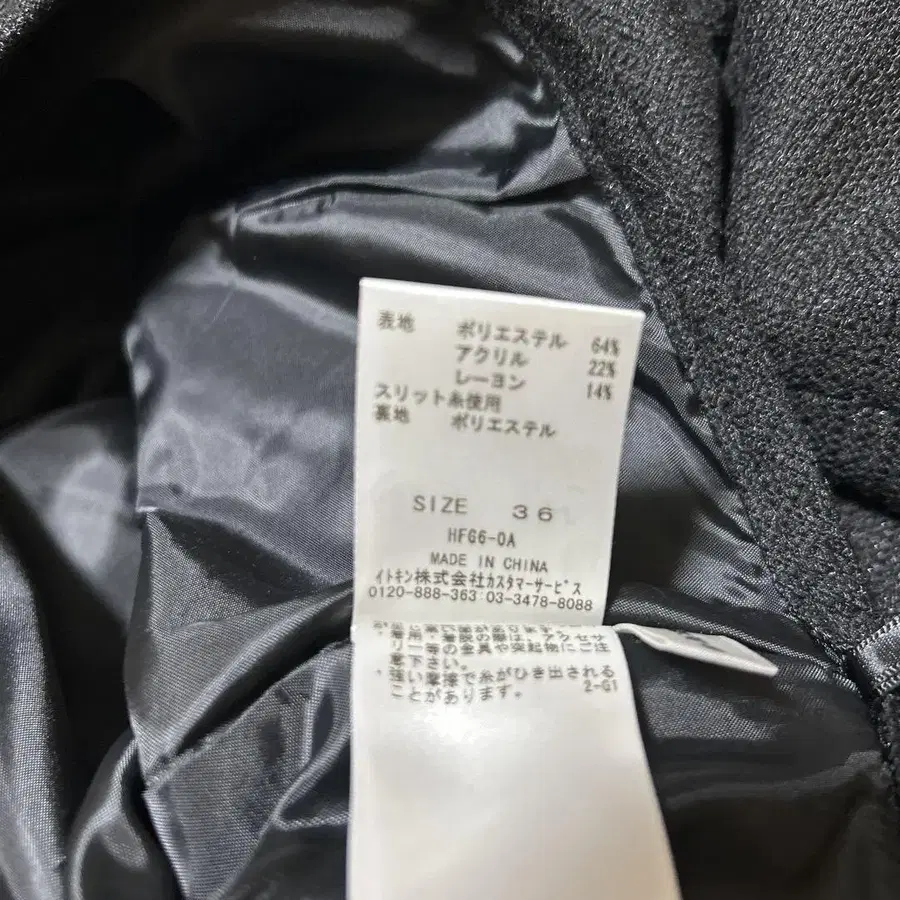 表地 ポリエステル 64%
アクリル 22%
レーヨン 14%
スリット糸使用
裏地 ポリエステル
SIZE 36
HFG6-0A
MADE IN CHINA
イトキン株式会社カスタマーサービス
0120-888-363:03-3478-8088
・着用・着脱の際は、アクセサ
リー等の金具や突起物にご注
意下さい。
・強い摩擦で糸がひき出される
ことがあります。 2-G1